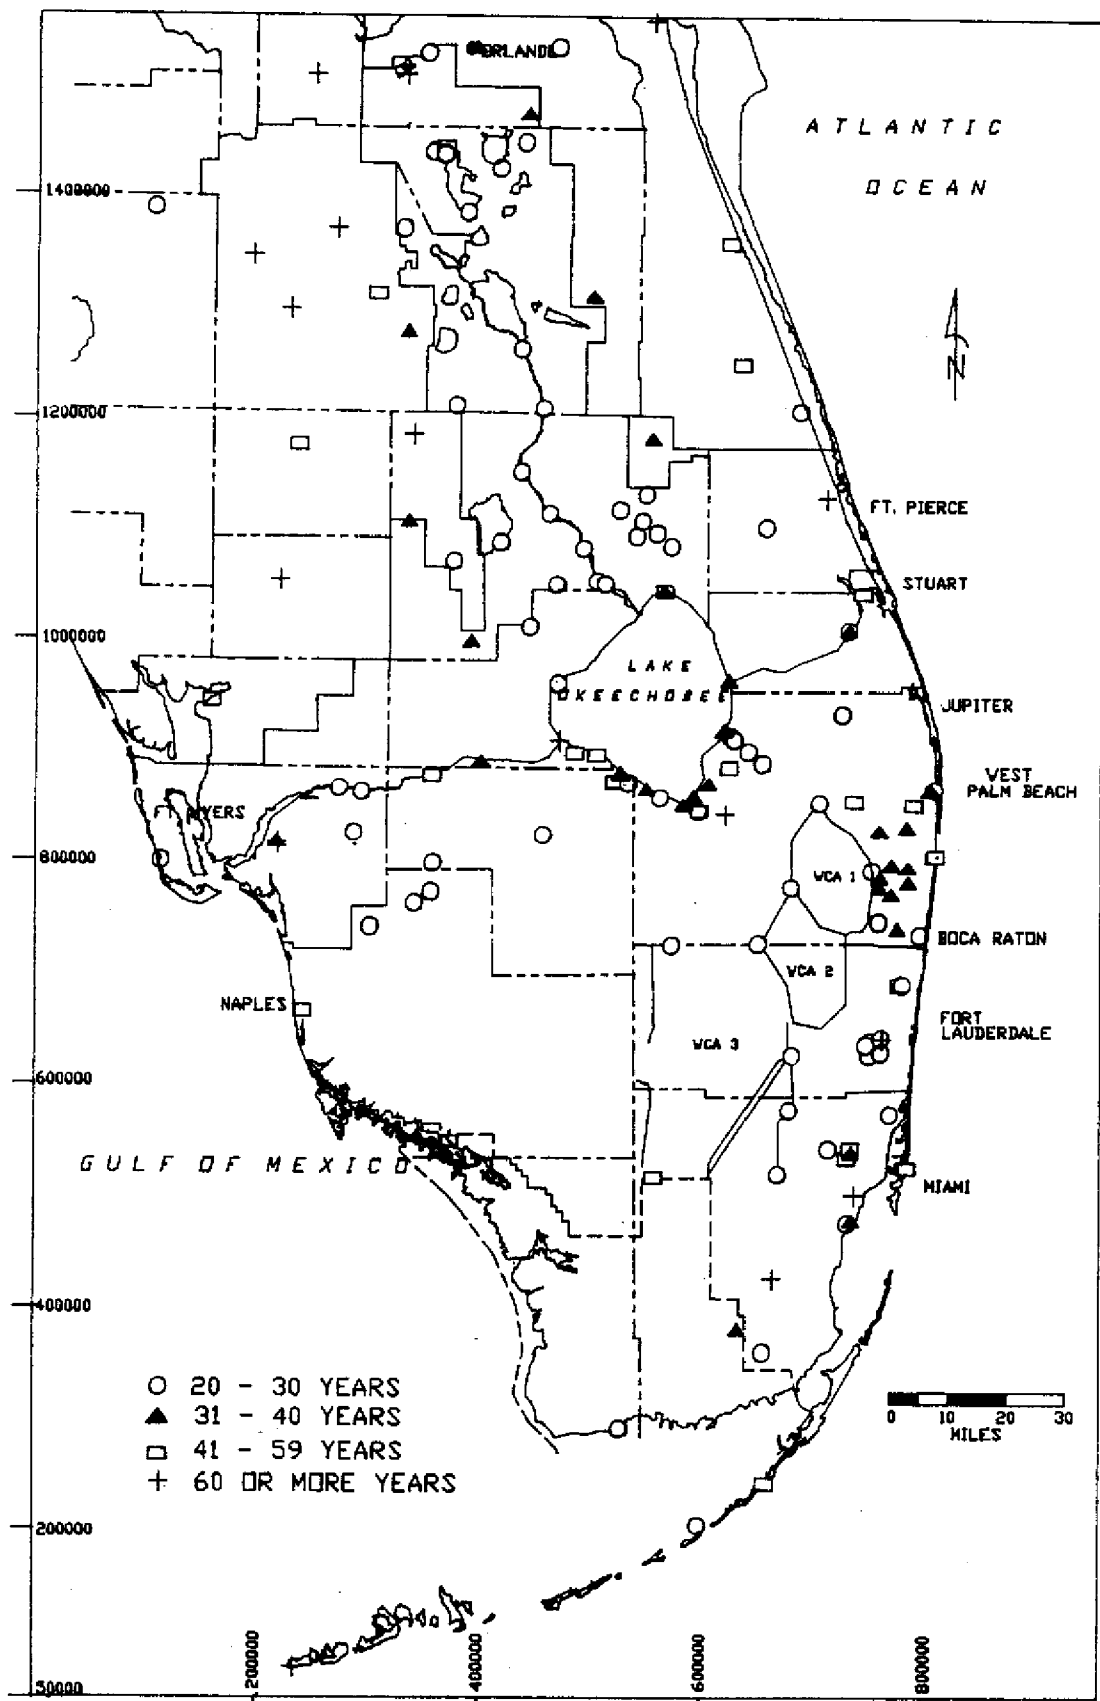 ORLANDO
ATLANTIC
OCEAN
1400000
N
1200000
FT. PIERCE
STUART
1000000
LAKE
OKEECHOBEE
JUPITER
WEST
PALM BEACH
FT MYERS
800000
WCA 1
BOCA RATON
WCA 2
NAPLES
FORT
LAUDERDALE
WCA 3
600000
GULF OF MEXICO
MIAMI
400000
20 - 30 YEARS
31 - 40 YEARS
41 - 59 YEARS
60 OR MORE YEARS
0 5 10 20 30
MILES
200000
50000
200000
400000
600000
800000